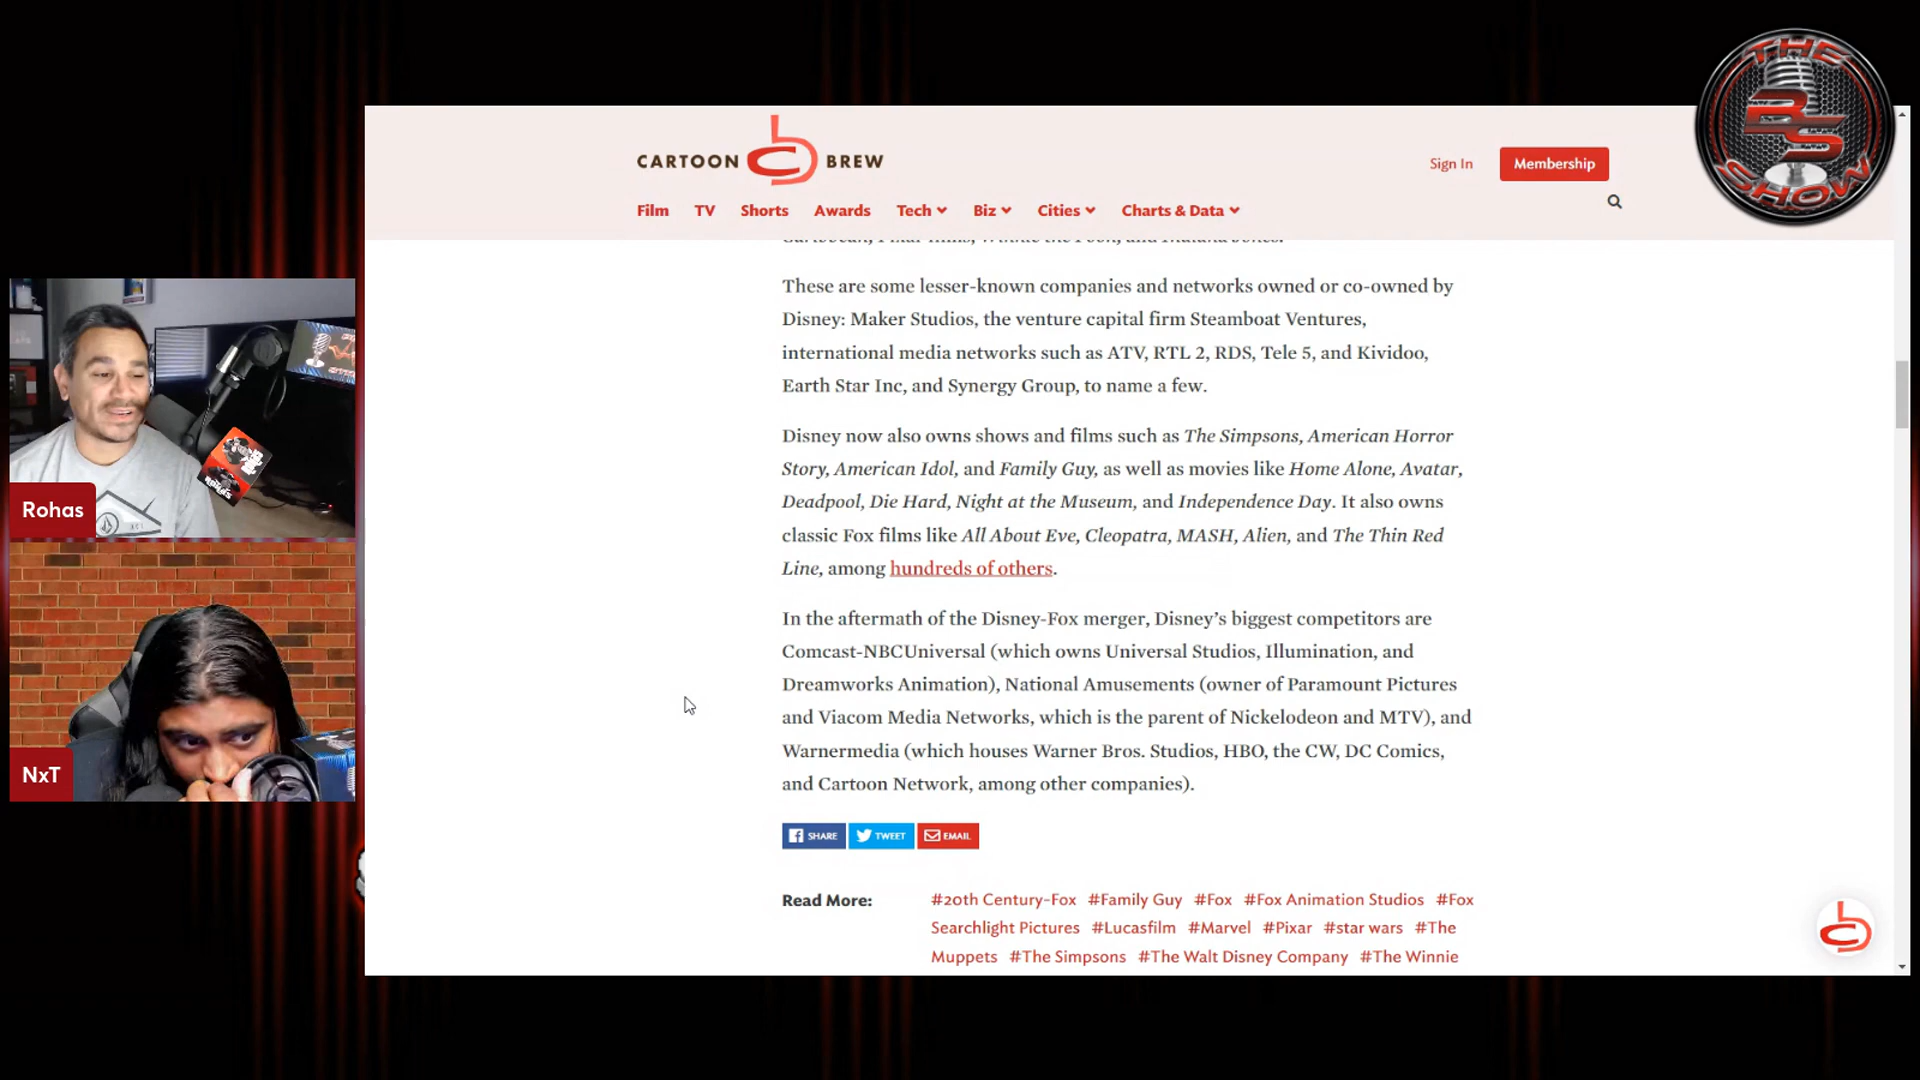 THE
BS
SHOW
CARTOON BREW
Sign In
Membership
Film TV Shorts Awards Tech Biz Cities Charts & Data
These are some lesser-known companies and networks owned or co-owned by
Disney: Maker Studios, the venture capital firm Steamboat Ventures,
international media networks such as ATV, RTL 2, RDS, Tele 5, and Kividoo,
Earth Star Inc, and Synergy Group, to name a few.
Disney now also owns shows and films such as The Simpsons, American Horror
Story, American Idol, and Family Guy, as well as movies like Home Alone, Avatar,
Deadpool, Die Hard, Night at the Museum, and Independence Day. It also owns
classic Fox films like All About Eve, Cleopatra, MASH, Alien, and The Thin Red
Line, among hundreds of others.
In the aftermath of the Disney-Fox merger, Disney's biggest competitors are
Comcast-NBCUniversal (which owns Universal Studios, Illumination, and
Dreamworks Animation), National Amusements (owner of Paramount Pictures
and Viacom Media Networks, which is the parent of Nickelodeon and MTV), and
Warnermedia (which houses Warner Bros. Studios, HBO, the CW, DC Comics,
and Cartoon Network, among other companies).
SHARE TWEET EMAIL
Read More: #20th Century-Fox #Family Guy #Fox #Fox Animation Studios #Fox
Searchlight Pictures #Lucasfilm #Marvel #Pixar #star wars #The
Muppets #The Simpsons #The Walt Disney Company #The Winnie
Rohas
NxT